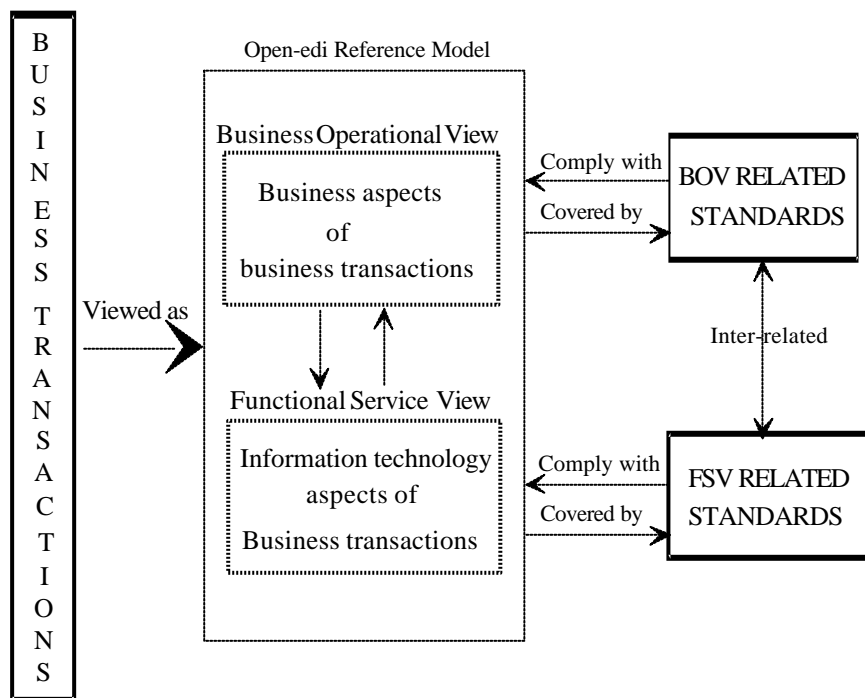 BUSINESS TRANSACTIONS
Viewed as
Open-edi Reference Model
Business Operational View
Business aspects
of
business transactions
Functional Service View
Information technology
aspects of
Business transactions
Comply with
Covered by
BOV RELATED
STANDARDS
Inter-related
Comply with
Covered by
FSV RELATED
STANDARDS